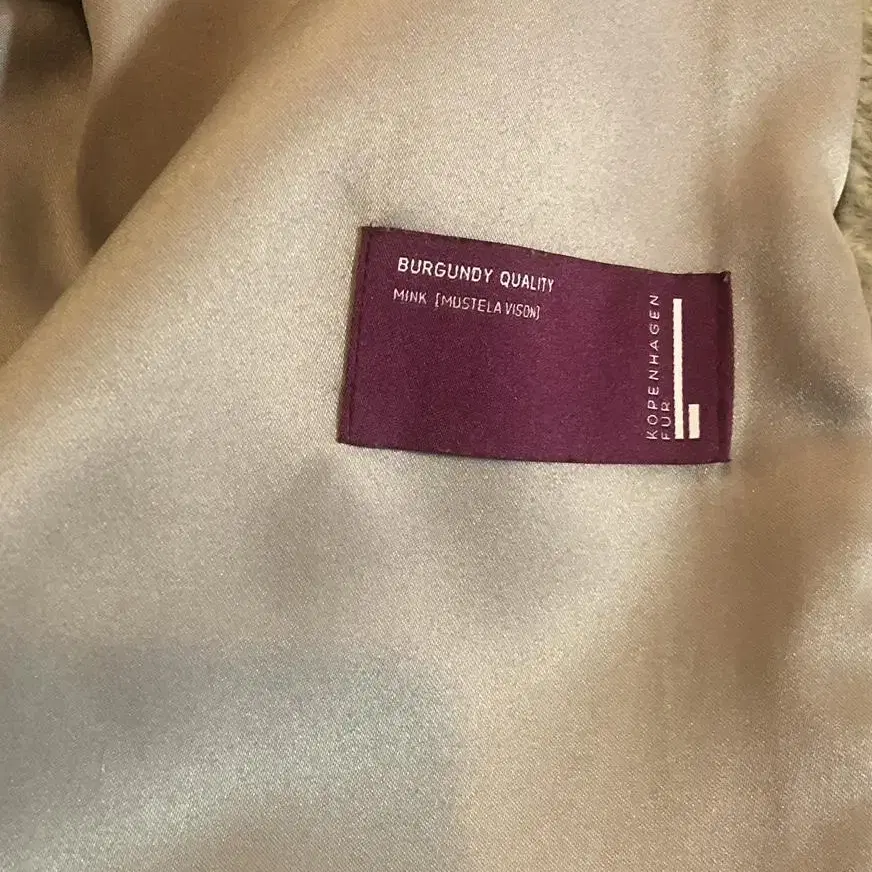 BURGUNDY QUALITY
MINK [MUSTELA VISON]
KOPENHAGEN
FUR